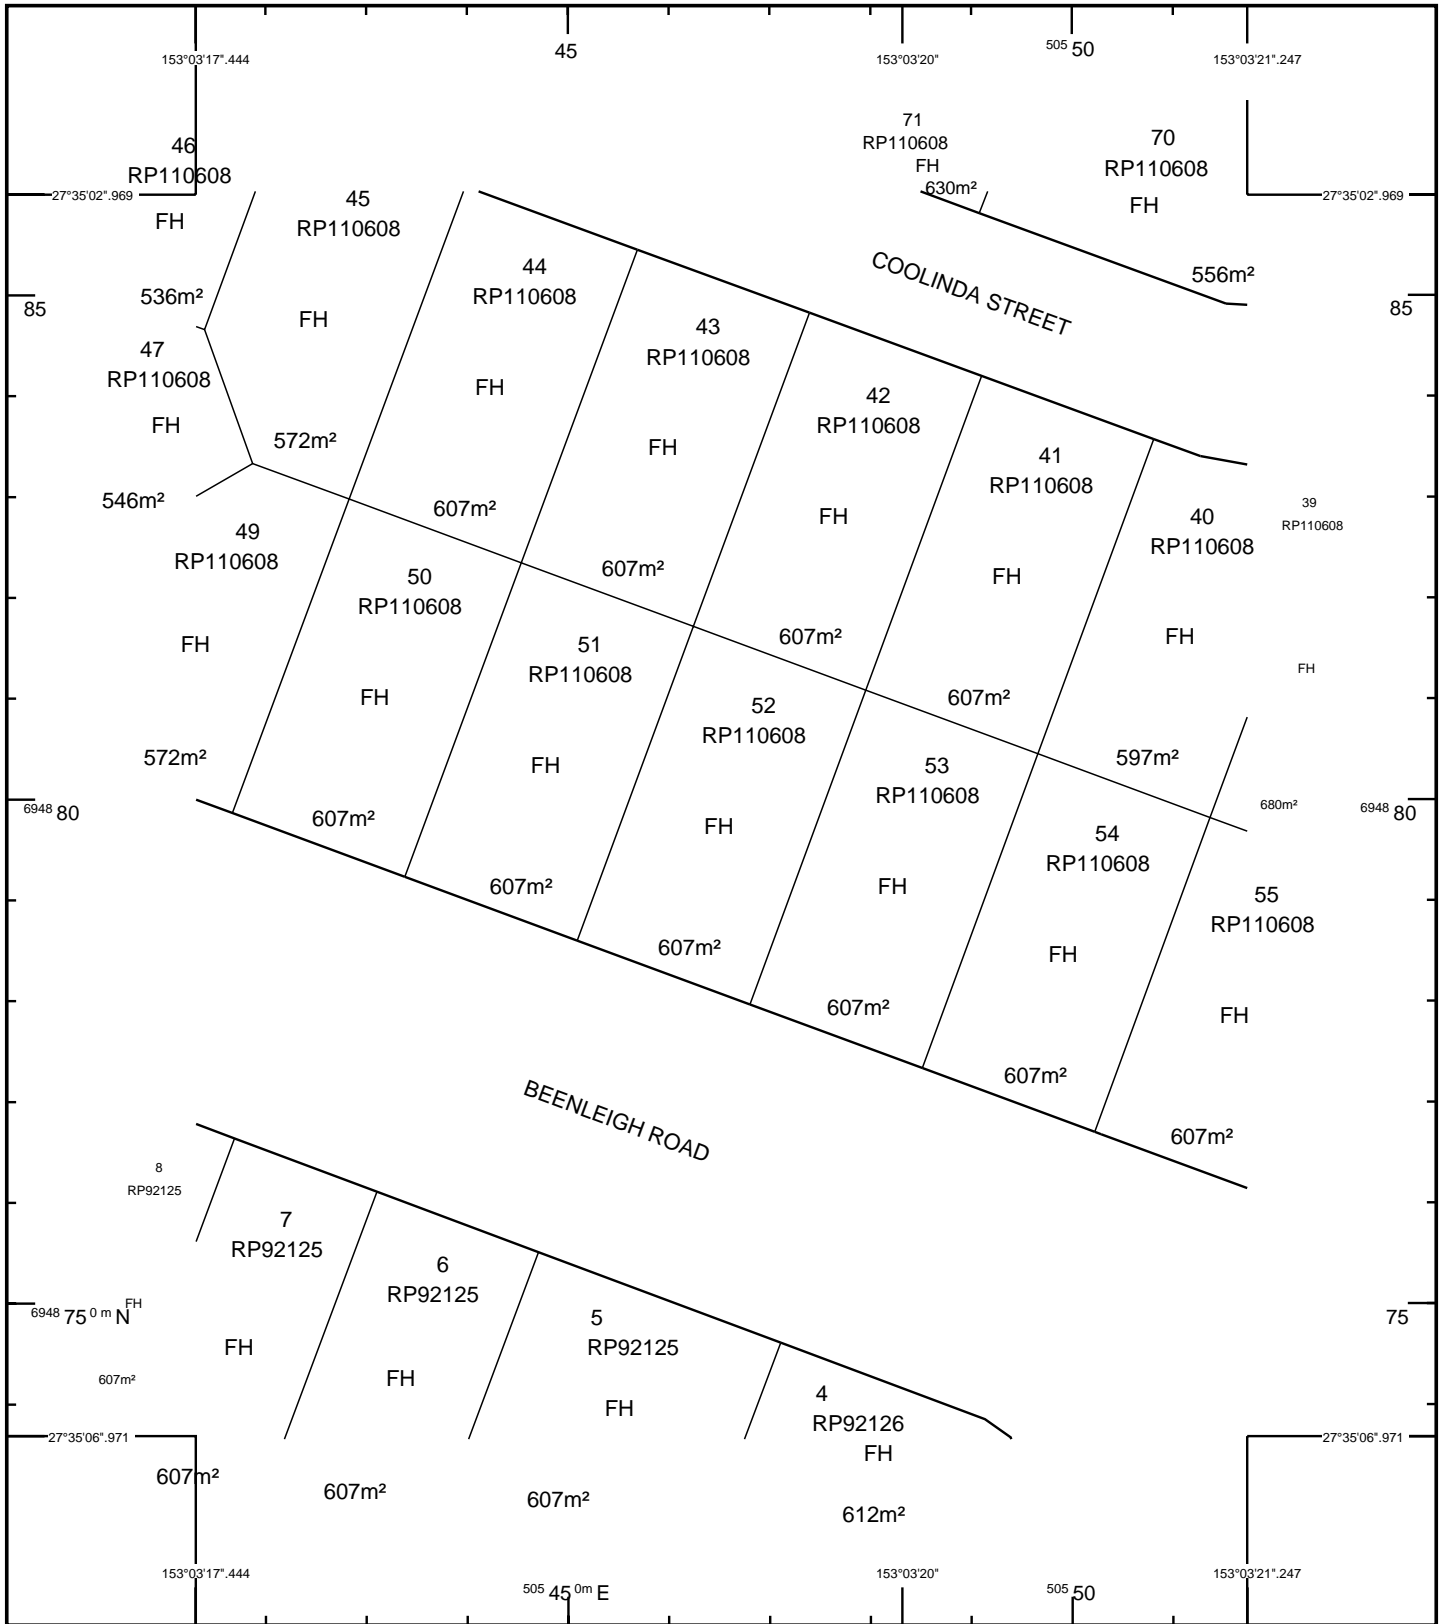 45
505 50
153°03'17".444
153°03'20"
153°03'21".247
71
RP110608
FH
630m²
70
RP110608
FH
556m²
46
RP110608
FH
536m²
27°35'02".969
27°35'02".969
45
RP110608
FH
572m²
44
RP110608
FH
607m²
COOLINDA STREET
85
85
43
RP110608
FH
607m²
47
RP110608
FH
546m²
42
RP110608
FH
607m²
41
RP110608
FH
607m²
40
RP110608
FH
597m²
39
RP110608
FH
680m²
49
RP110608
FH
572m²
50
RP110608
FH
607m²
51
RP110608
FH
607m²
52
RP110608
FH
607m²
53
RP110608
FH
607m²
54
RP110608
FH
607m²
55
RP110608
FH
607m²
6948 80
6948 80
BEENLEIGH ROAD
8
RP92125
FH
607m²
7
RP92125
FH
607m²
6
RP92125
FH
607m²
5
RP92125
FH
607m²
4
RP92126
FH
612m²
6948 75 0 m N
75
27°35'06".971
27°35'06".971
153°03'17".444
153°03'20"
153°03'21".247
505 45 0m E
505 50